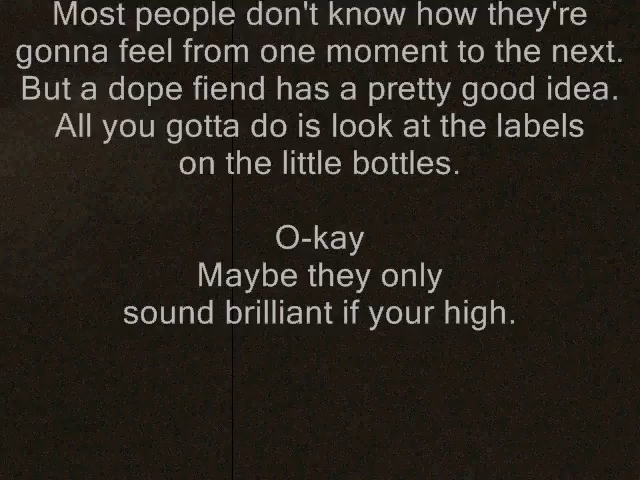 Most people don't know how they're
gonna feel from one moment to the next.
But a dope fiend has a pretty good idea.
All you gotta do is look at the labels
on the little bottles.
O-kay
Maybe they only
sound brilliant if your high.